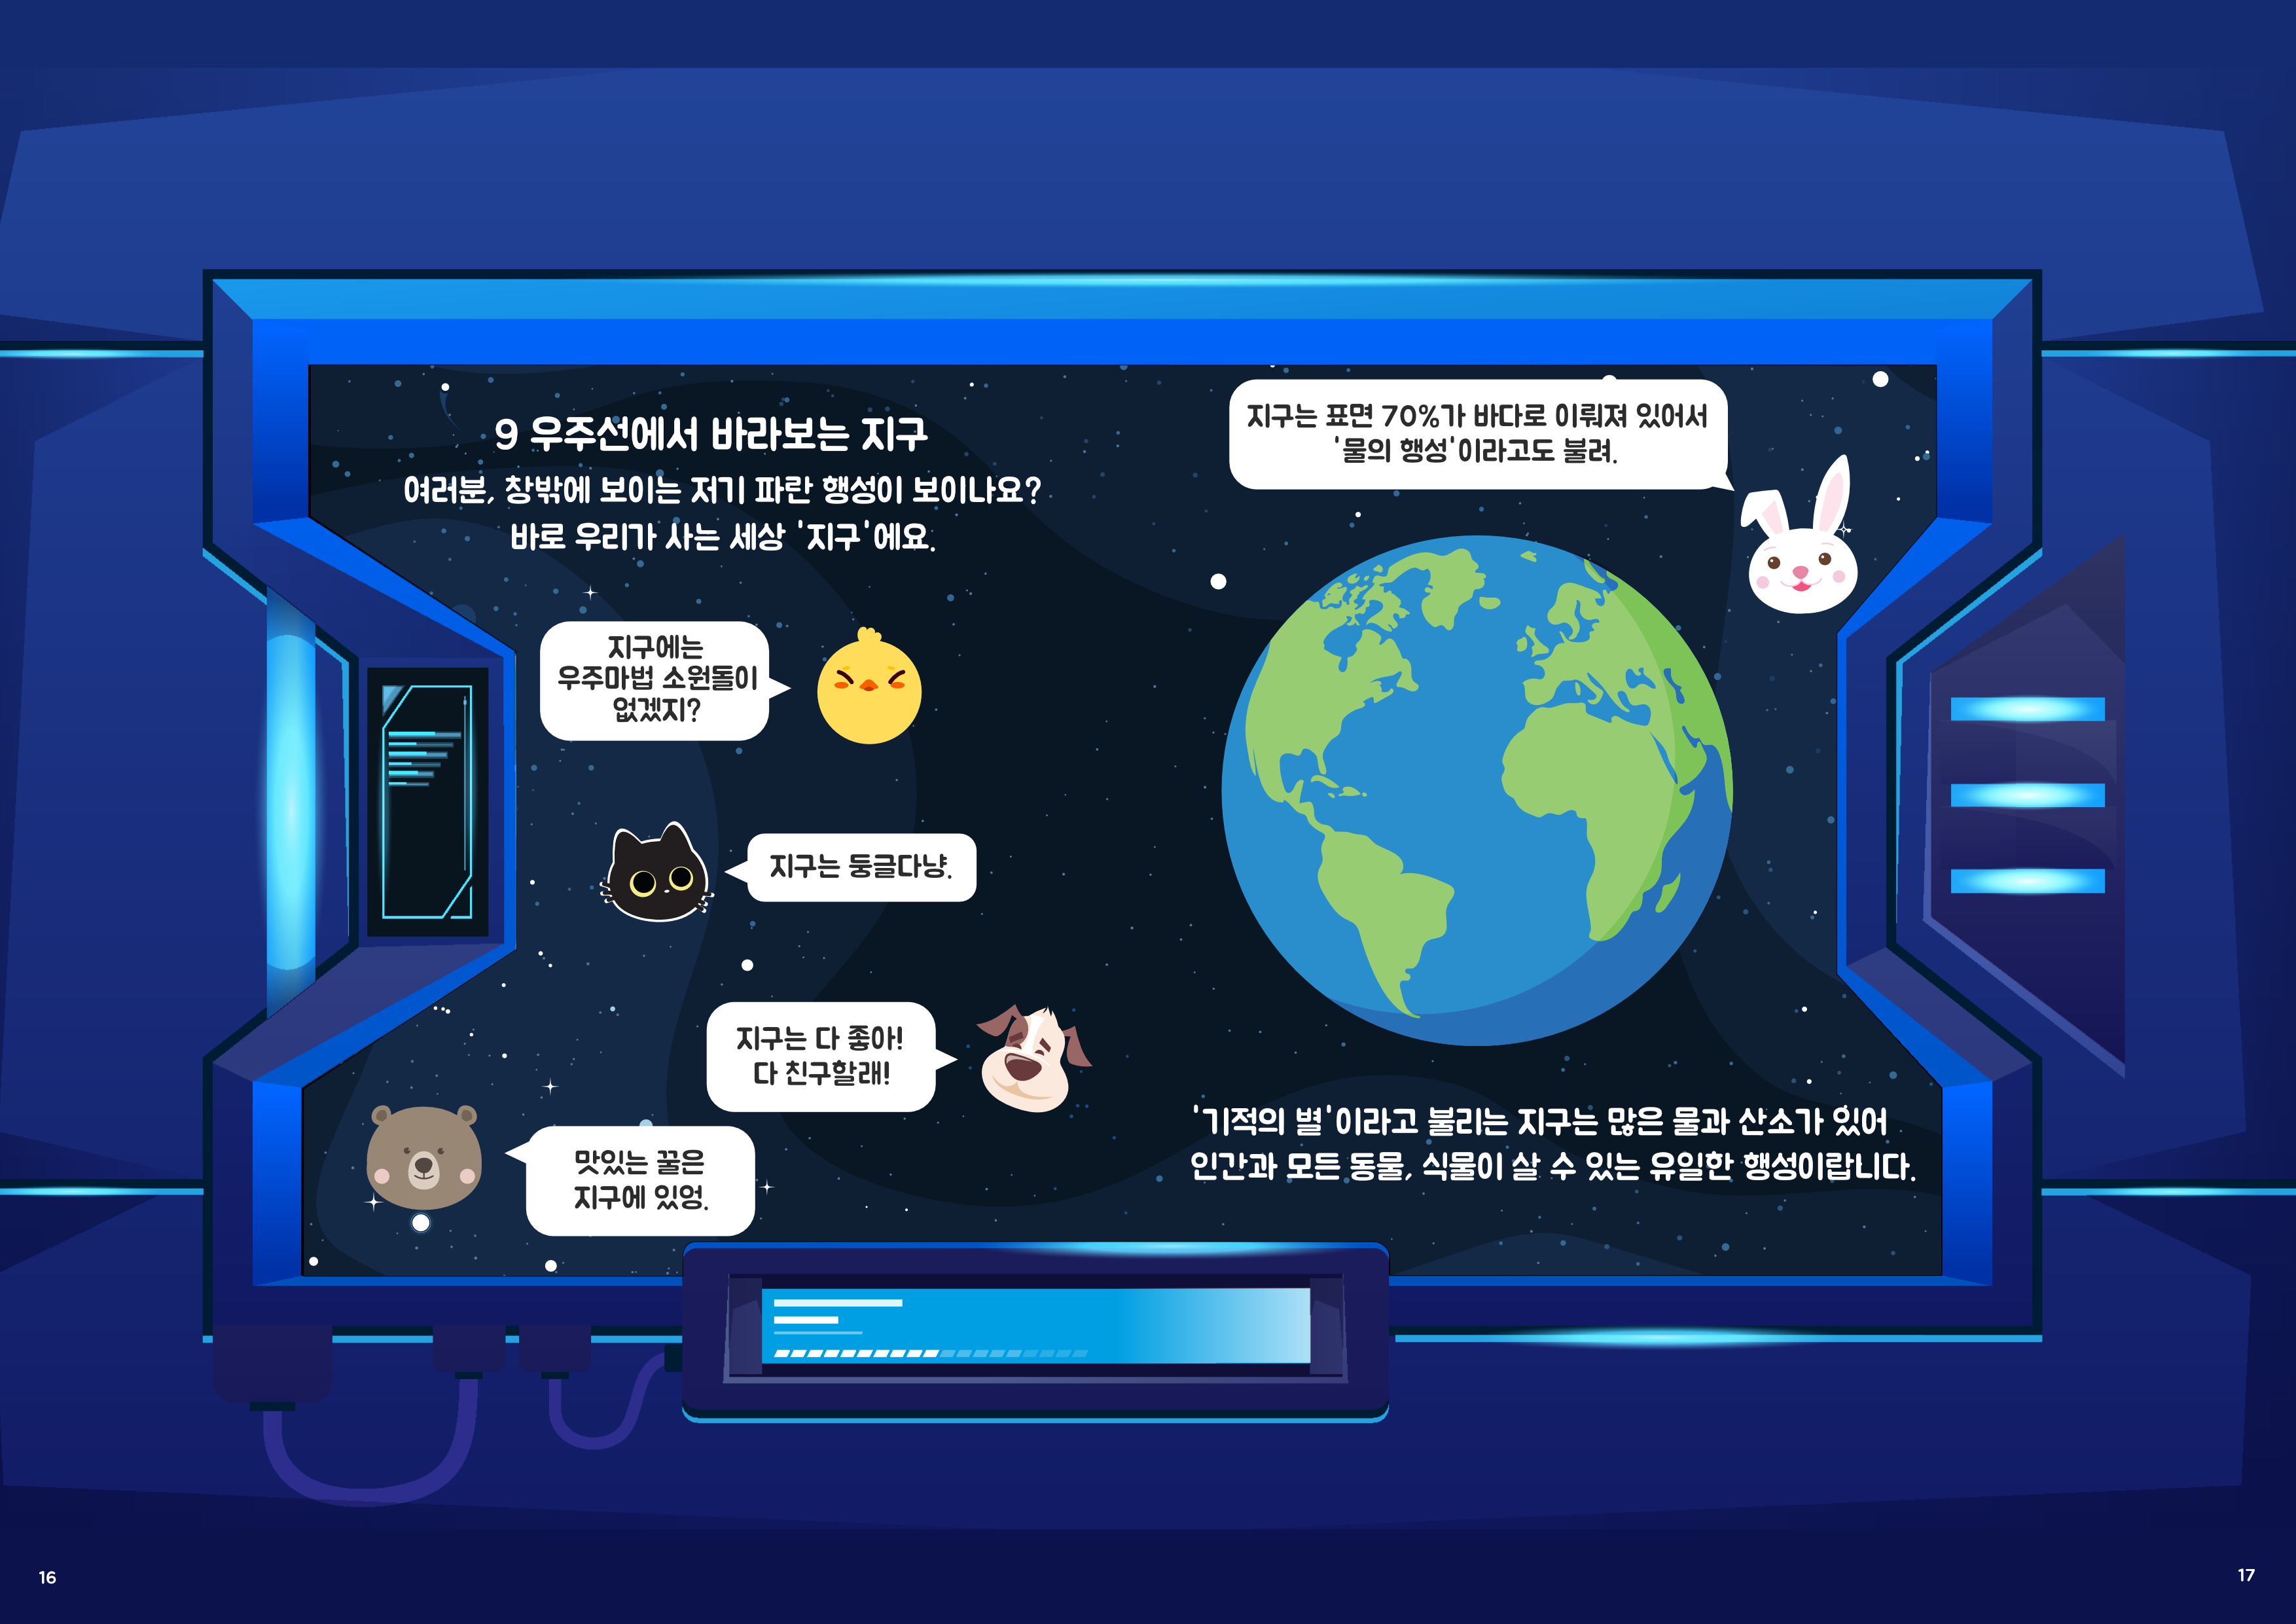 9 우주선에서 바라보는 지구
여러분, 창밖에 보이는 저기 파란 행성이 보이나요?
바로 우리가 사는 세상 '지구'에요.
지구에는
우주마법 소원돌이
없겠지?
지구는 둥글다냥.
지구는 다 좋아!
다 친구할래!
맛있는 꿀은
지구에 있엉.
지구는 표면 70%가 바다로 이뤄져 있어서
'물의 행성'이라고도 불려.
'기적의 별'이라고 불리는 지구는 많은 물과 산소가 있어
인간과 모든 동물, 식물이 살 수 있는 유일한 행성이랍니다.
16
17